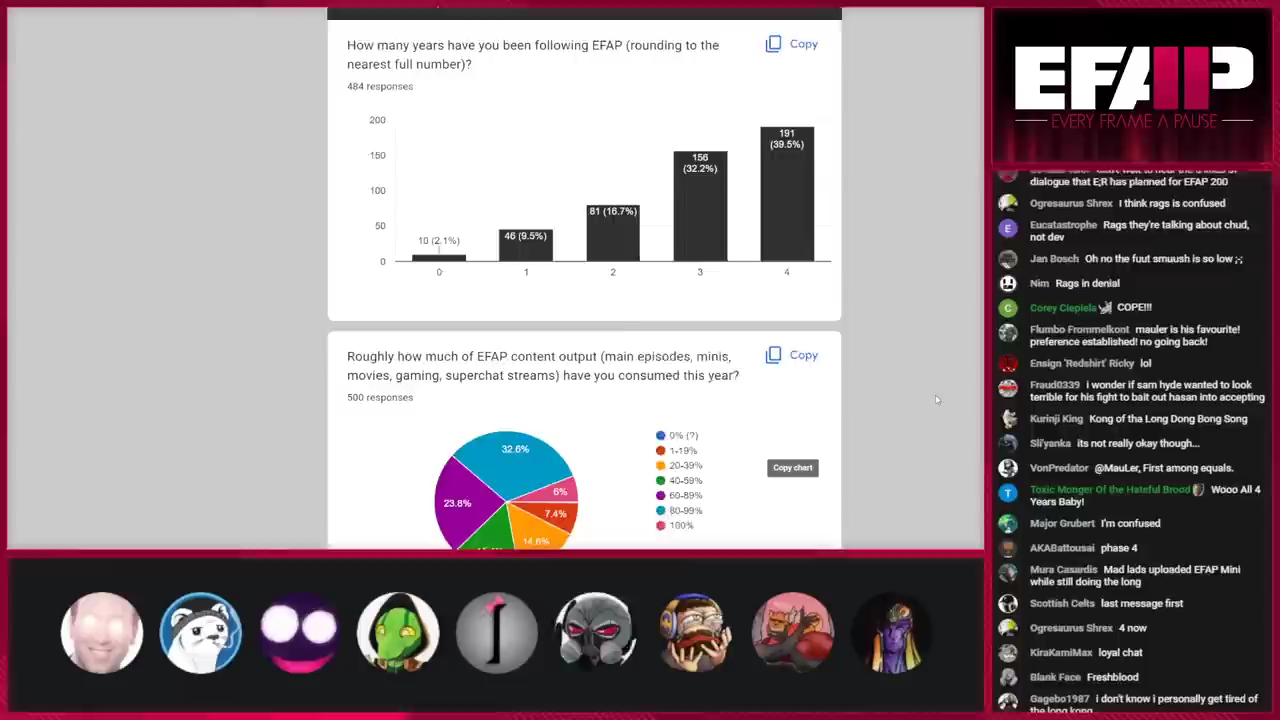 How many years have you been following EFAP (rounding to the
nearest full number)?
Copy
484 responses
200
150
100
50
0
10 (2.1%)
46 (9.5%)
81 (16.7%)
156
(32.2%)
191
(39.5%)
0
1
2
3
4
Roughly how much of EFAP content output (main episodes, minis,
movies, gaming, superchat streams) have you consumed this year?
Copy
500 responses
32.6%
6%
7.4%
14.6%
23.8%
0% (?)
1-19%
20-39%
40-59%
60-89%
80-99%
100%
Copy chart
EFAP
EVERY FRAME A PAUSE
dialogue that E;R has planned for EFAP 200
Ogresaurus Shrex I think rags is confused
Eucatastrophe Rags they're talking about chud,
not dev
Jan Bosch Oh no the fuut smuush is so low ;-;
Nim Rags in denial
Corey Ciepiela COPE!!!
Flumbo Frommelkont mauler is his favourite!
preference established! no going back!
Ensign 'Redshirt' Ricky lol
Fraud0339 i wonder if sam hyde wanted to look
terrible for his fight to bait out hasan into accepting
Kurinji King Kong of tha Long Dong Bong Song
Sli'yanka its not really okay though...
VonPredator @MauLer, First among equals.
Toxic Monger Of the Hateful Brood Wooo All 4
Years Baby!
Major Grubert I'm confused
AKABattousai phase 4
Mura Casardis Mad lads uploaded EFAP Mini
while still doing the long
Scottish Celts last message first
Ogresaurus Shrex 4 now
KiraKamiMax loyal chat
Blank Face Freshblood
Gagebo1987 i don't know i personally get tired of
the long kong